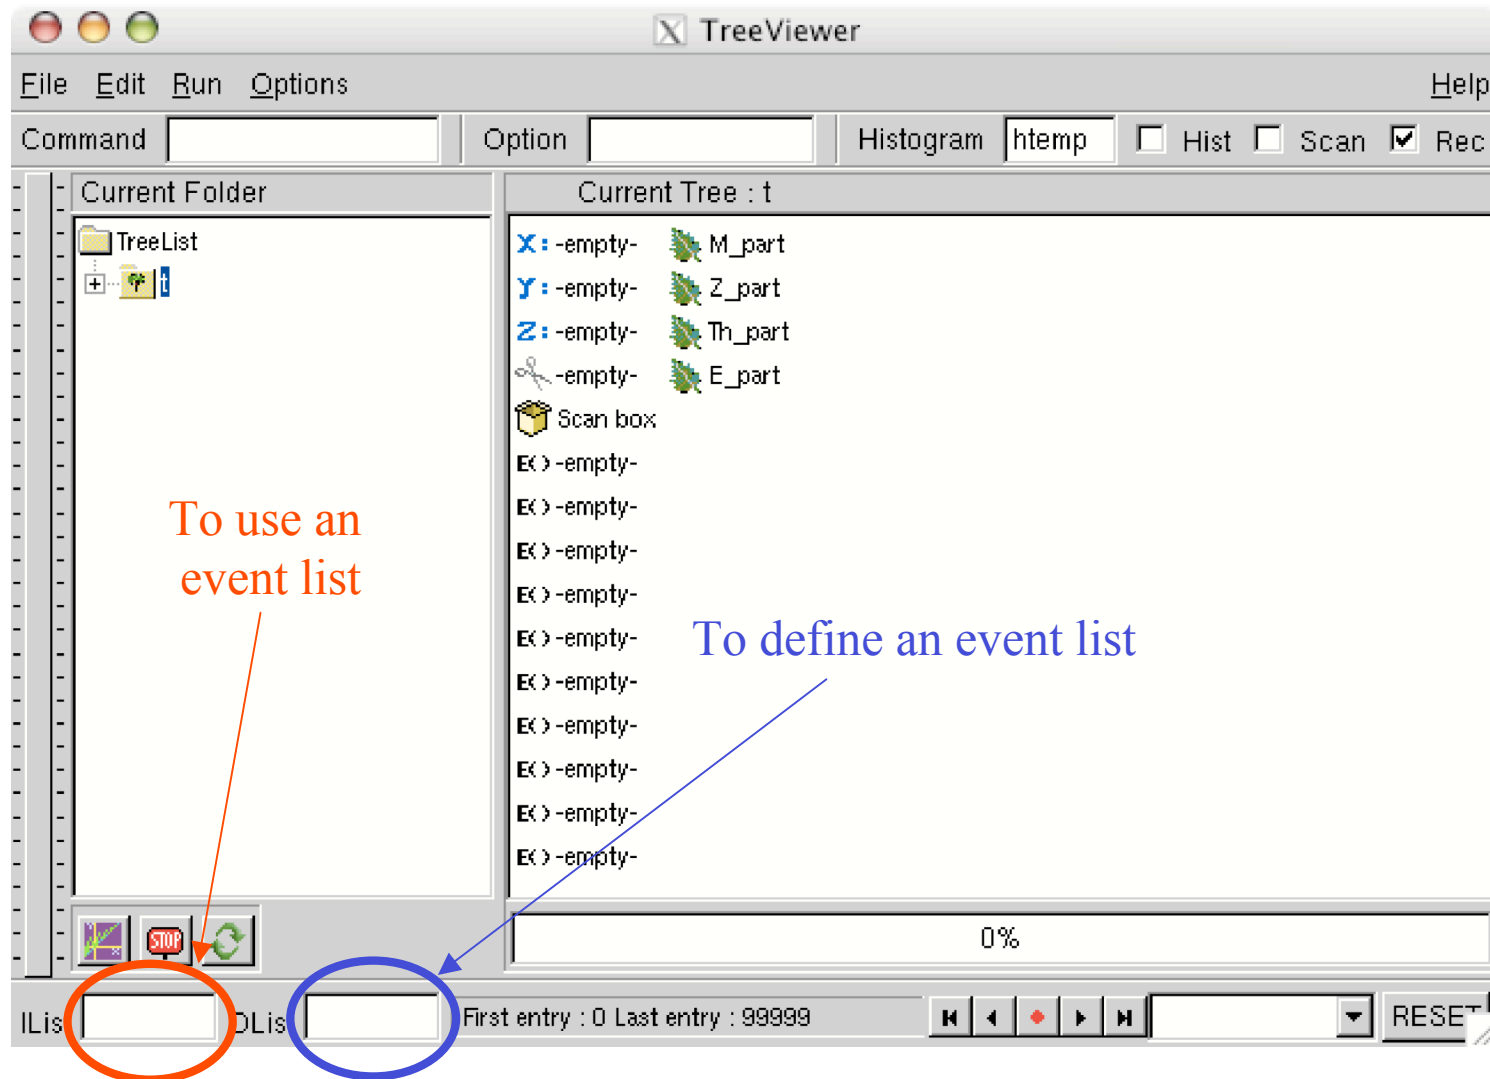 TreeViewer
File Edit Run Options Help
Command Option Histogram htemp Hist Scan Rec
Current Folder
Current Tree : t
TreeList
t
X: -empty- M_part
Y: -empty- Z_part
Z: -empty- Th_part
-empty- E_part
Scan box
E() -empty-
E() -empty-
E() -empty-
E() -empty-
E() -empty-
E() -empty-
E() -empty-
E() -empty-
E() -empty-
E() -empty-
To use an
event list
To define an event list
STOP
0%
IList OList First entry : 0 Last entry : 99999 RESET